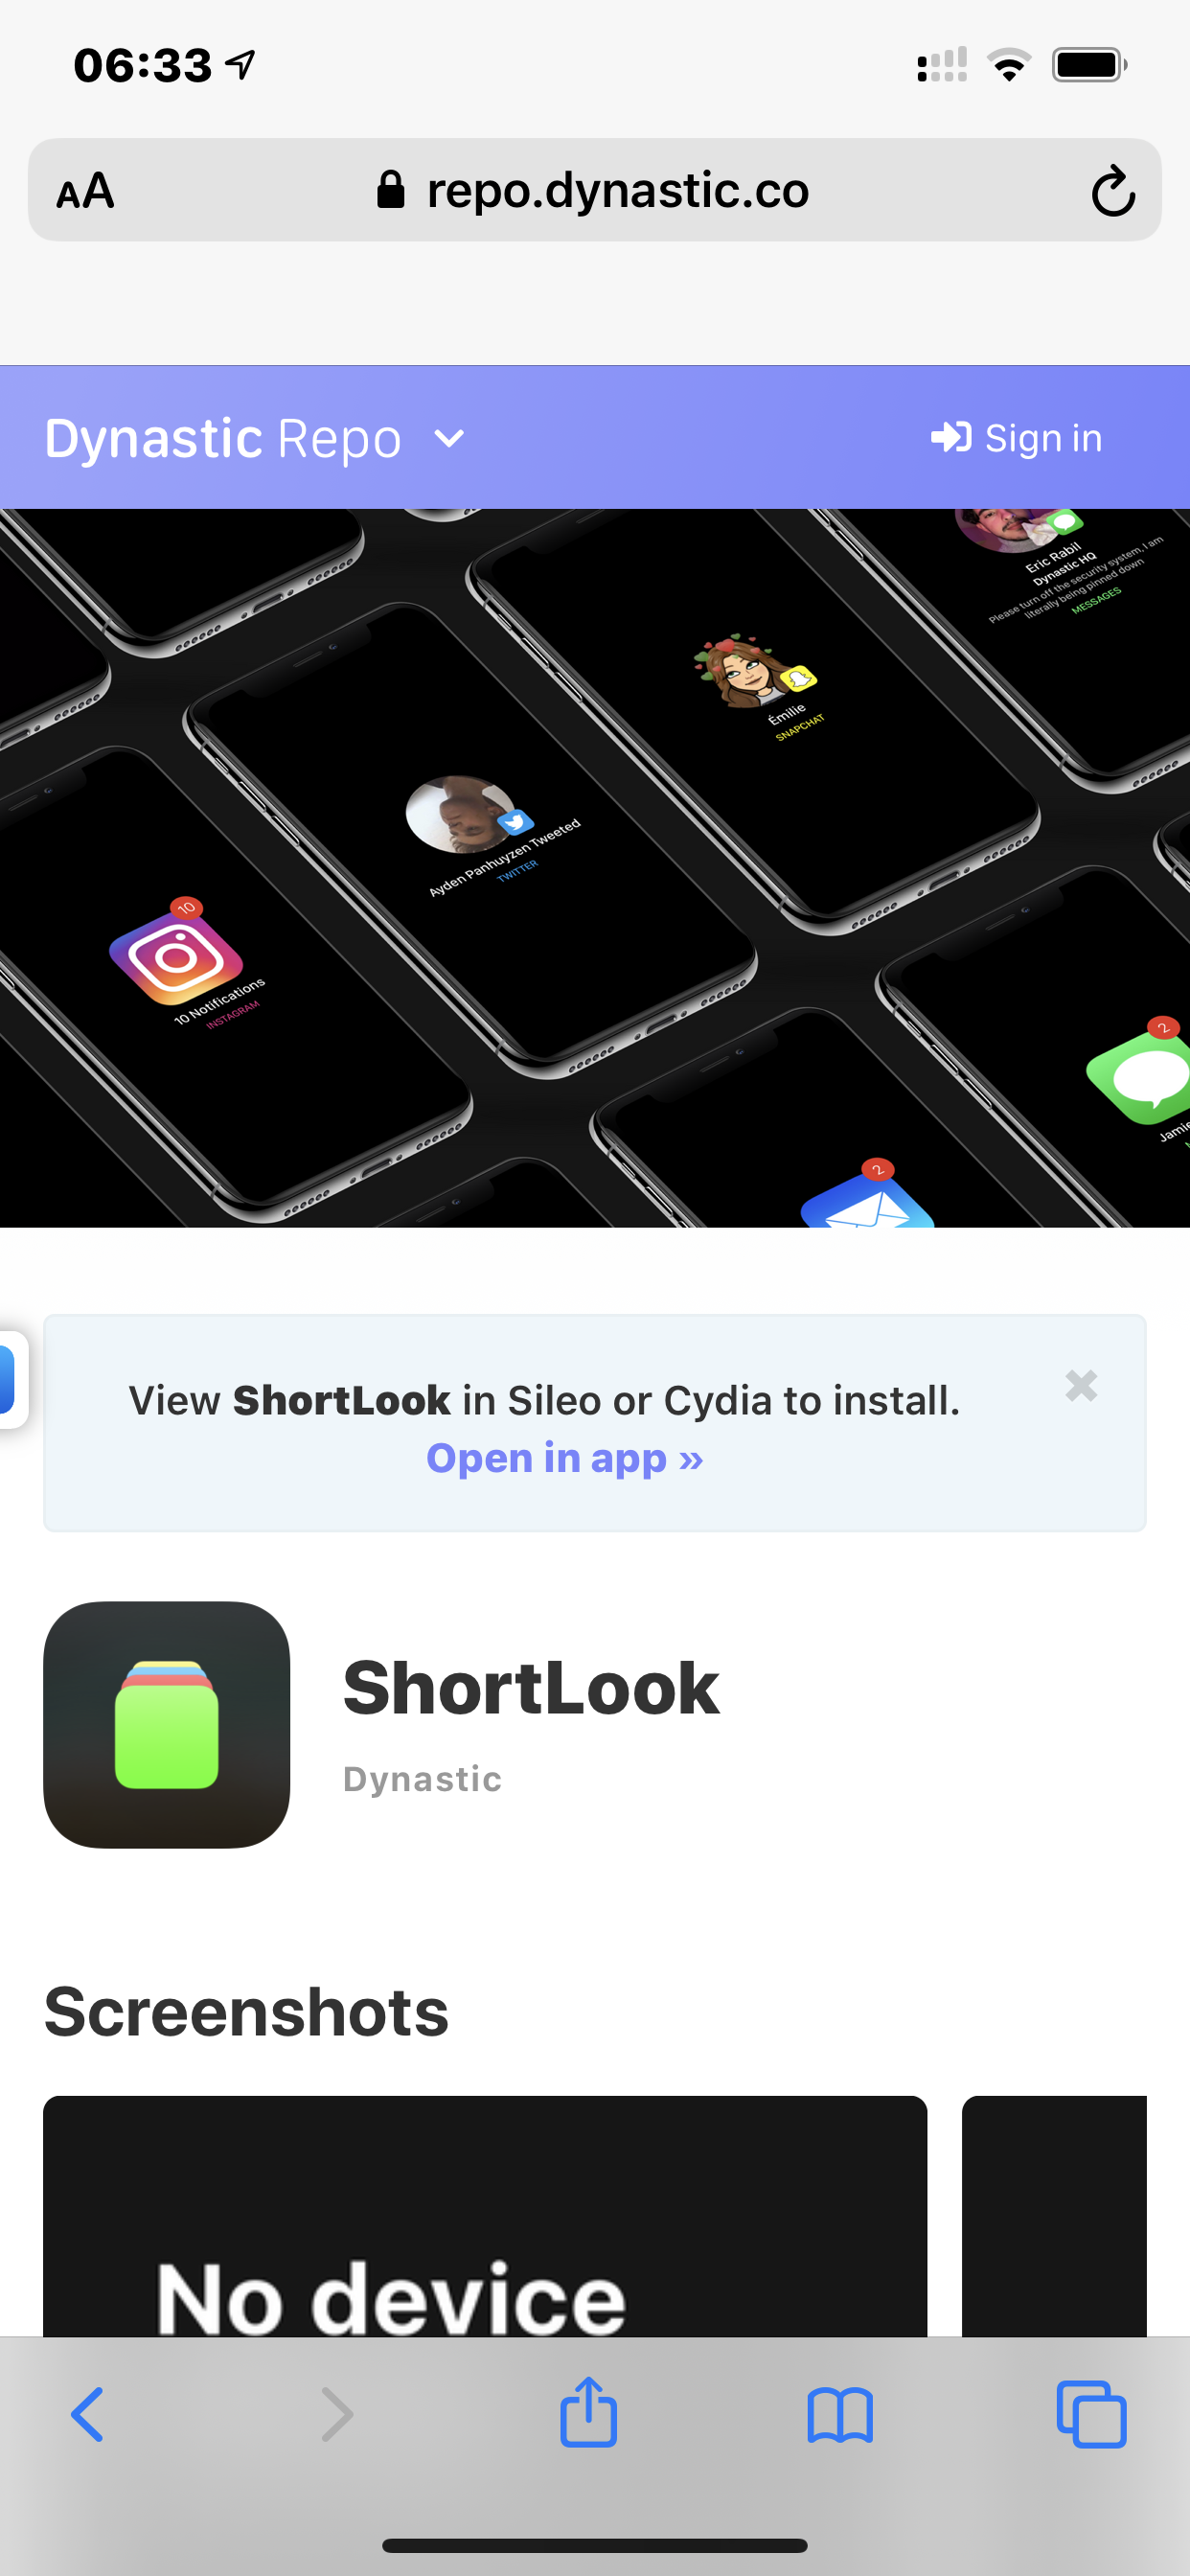 06:33
AA
repo.dynastic.co
Dynastic Repo
Sign in
Eric Rabil
Dynastic HQ
Please turn off the security system, I am
literally being pinned down
MESSAGES
Émilie
SNAPCHAT
Ayden Panhuyzen Tweeted
TWITTER
10
10 Notifications
INSTAGRAM
2
Jamie
2
View ShortLook in Sileo or Cydia to install.
Open in app »
ShortLook
Dynastic
Screenshots
No device